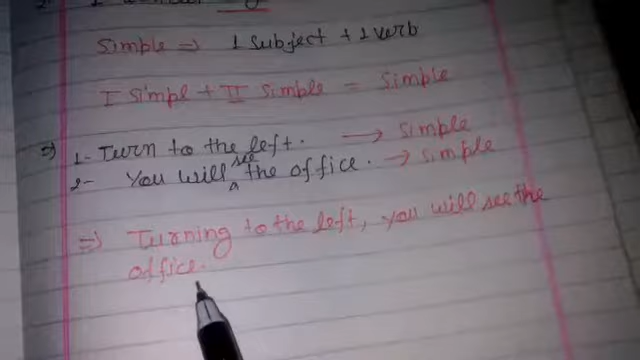 Simple => 1 subject + 1 verb
I Simpl + II Simple = Simple
=> 1- Turn to the left. → Simple
2- You will see the office. → Simple
=> Turning to the left, you will see the
office.